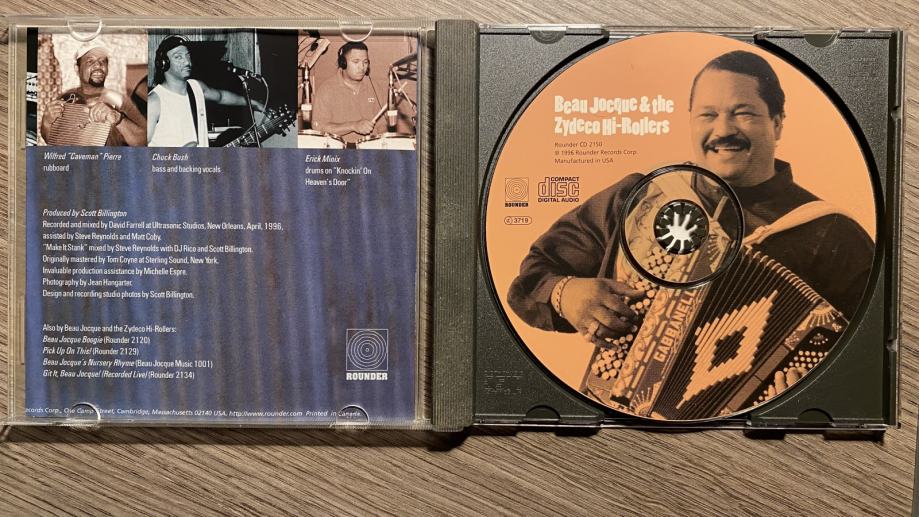 Wilfred "Caveman" Pierre
rubboard
Chuck Bush
bass and backing vocals
Erick Minix
drums on "Knockin' On
Heaven's Door"
Produced by Scott Billington
Recorded and mixed by David Farrell at Ultrasonic Studios, New Orleans, April, 1996,
assisted by Steve Reynolds and Matt Coby.
"Make It Stank" mixed by Steve Reynolds with DJ Rico and Scott Billington.
Originally mastered by Tom Coyne at Sterling Sound, New York.
Invaluable production assistance by Michelle Espre.
Photography by Jean Hangarter.
Design and recording studio photos by Scott Billington.
Also by Beau Jocque and the Zydeco Hi-Rollers:
Beau Jocque Boogie (Rounder 2120)
Pick Up On This! (Rounder 2129)
Beau Jocque's Nursery Rhyme (Beau Jocque Music 1001)
Git It, Beau Jocque! (Recorded Live) (Rounder 2134)
ROUNDER
cords Corp., One Camp Street, Cambridge, Massachusetts 02140 USA, http://www.rounder.com Printed in Canada.
Beau Jocque & the
Zydeco Hi-Rollers
Rounder CD 2150
℗ 1996 Rounder Records Corp.
Manufactured in USA
ROUNDER
COMPACT
disc
DIGITAL AUDIO
3719
GABBANELLI